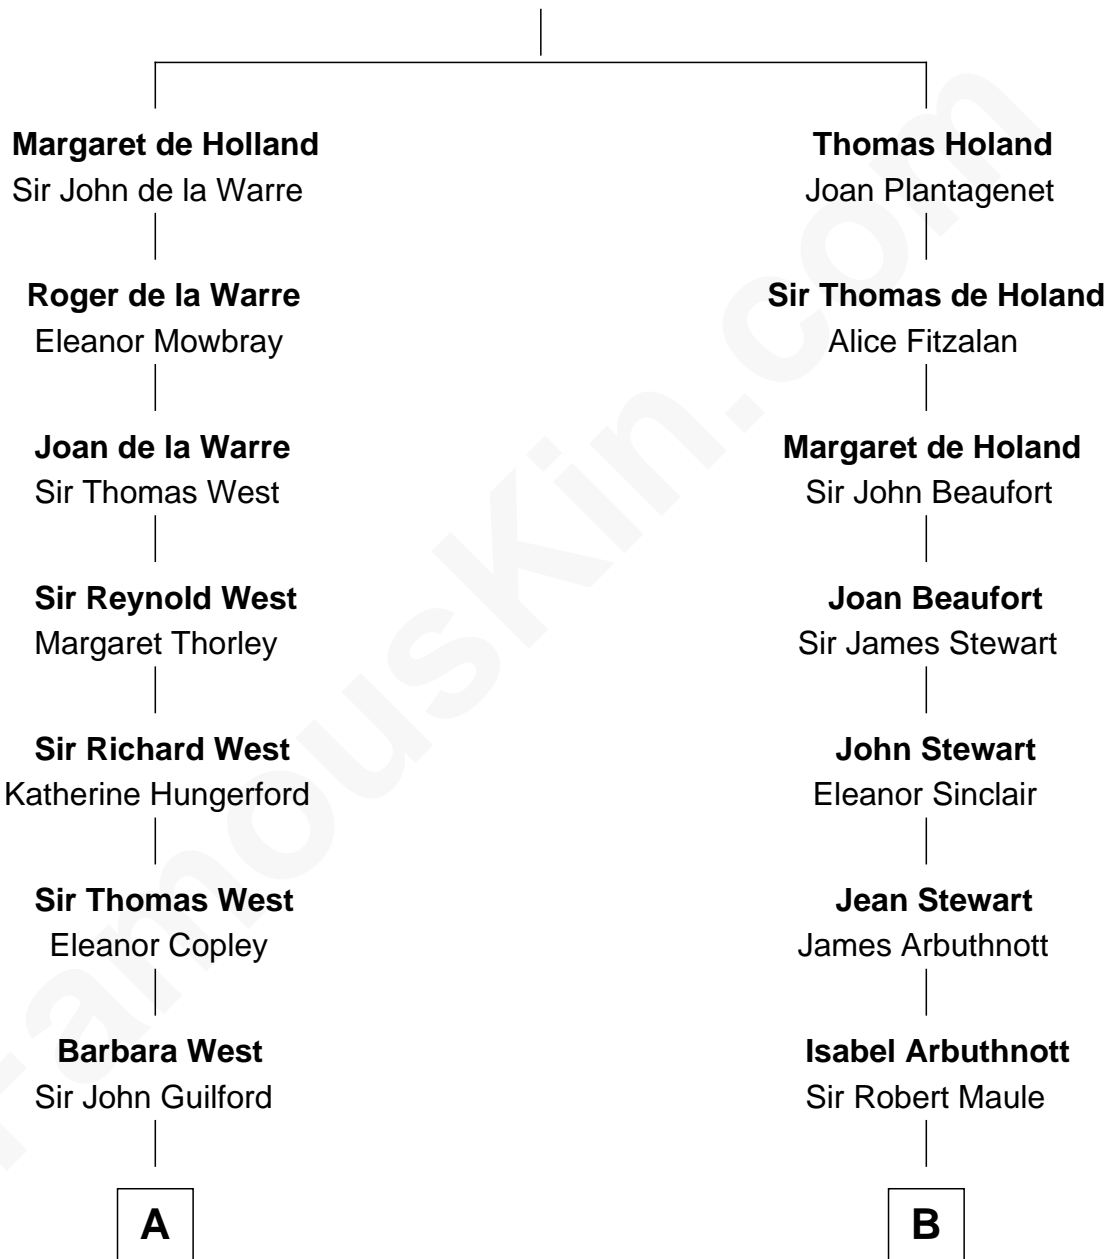 Margaret de Holland
Sir John de la Warre
Roger de la Warre
Eleanor Mowbray
Joan de la Warre
Sir Thomas West
Sir Reynold West
Margaret Thorley
Sir Richard West
Katherine Hungerford
Sir Thomas West
Eleanor Copley
Barbara West
Sir John Guilford
A
Thomas Holand
Joan Plantagenet
Sir Thomas de Holand
Alice Fitzalan
Margaret de Holand
Sir John Beaufort
Joan Beaufort
Sir James Stewart
John Stewart
Eleanor Sinclair
Jean Stewart
James Arbuthnott
Isabel Arbuthnott
Sir Robert Maule
B
FamousKin.com